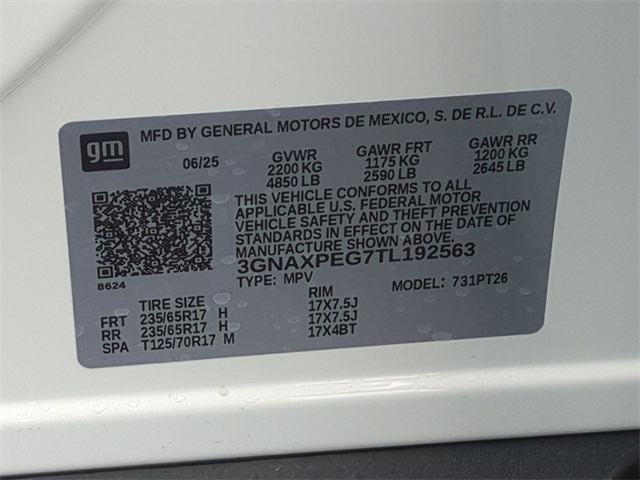 gm
MFD BY GENERAL MOTORS DE MEXICO, S. DE R.L. DE C.V.
06/25 GVWR GAWR FRT GAWR RR
2200 KG 1175 KG 1200 KG
4850 LB 2590 LB 2645 LB
THIS VEHICLE CONFORMS TO ALL
APPLICABLE U.S. FEDERAL MOTOR
VEHICLE SAFETY AND THEFT PREVENTION
STANDARDS IN EFFECT ON THE DATE OF
MANUFACTURE SHOWN ABOVE.
3GNAXPEG7TL192563
8624 TYPE: MPV MODEL: 731PT26
TIRE SIZE RIM
FRT 235/65R17 H 17X7.5J
RR 235/65R17 H 17X7.5J
SPA T125/70R17 M 17X4BT